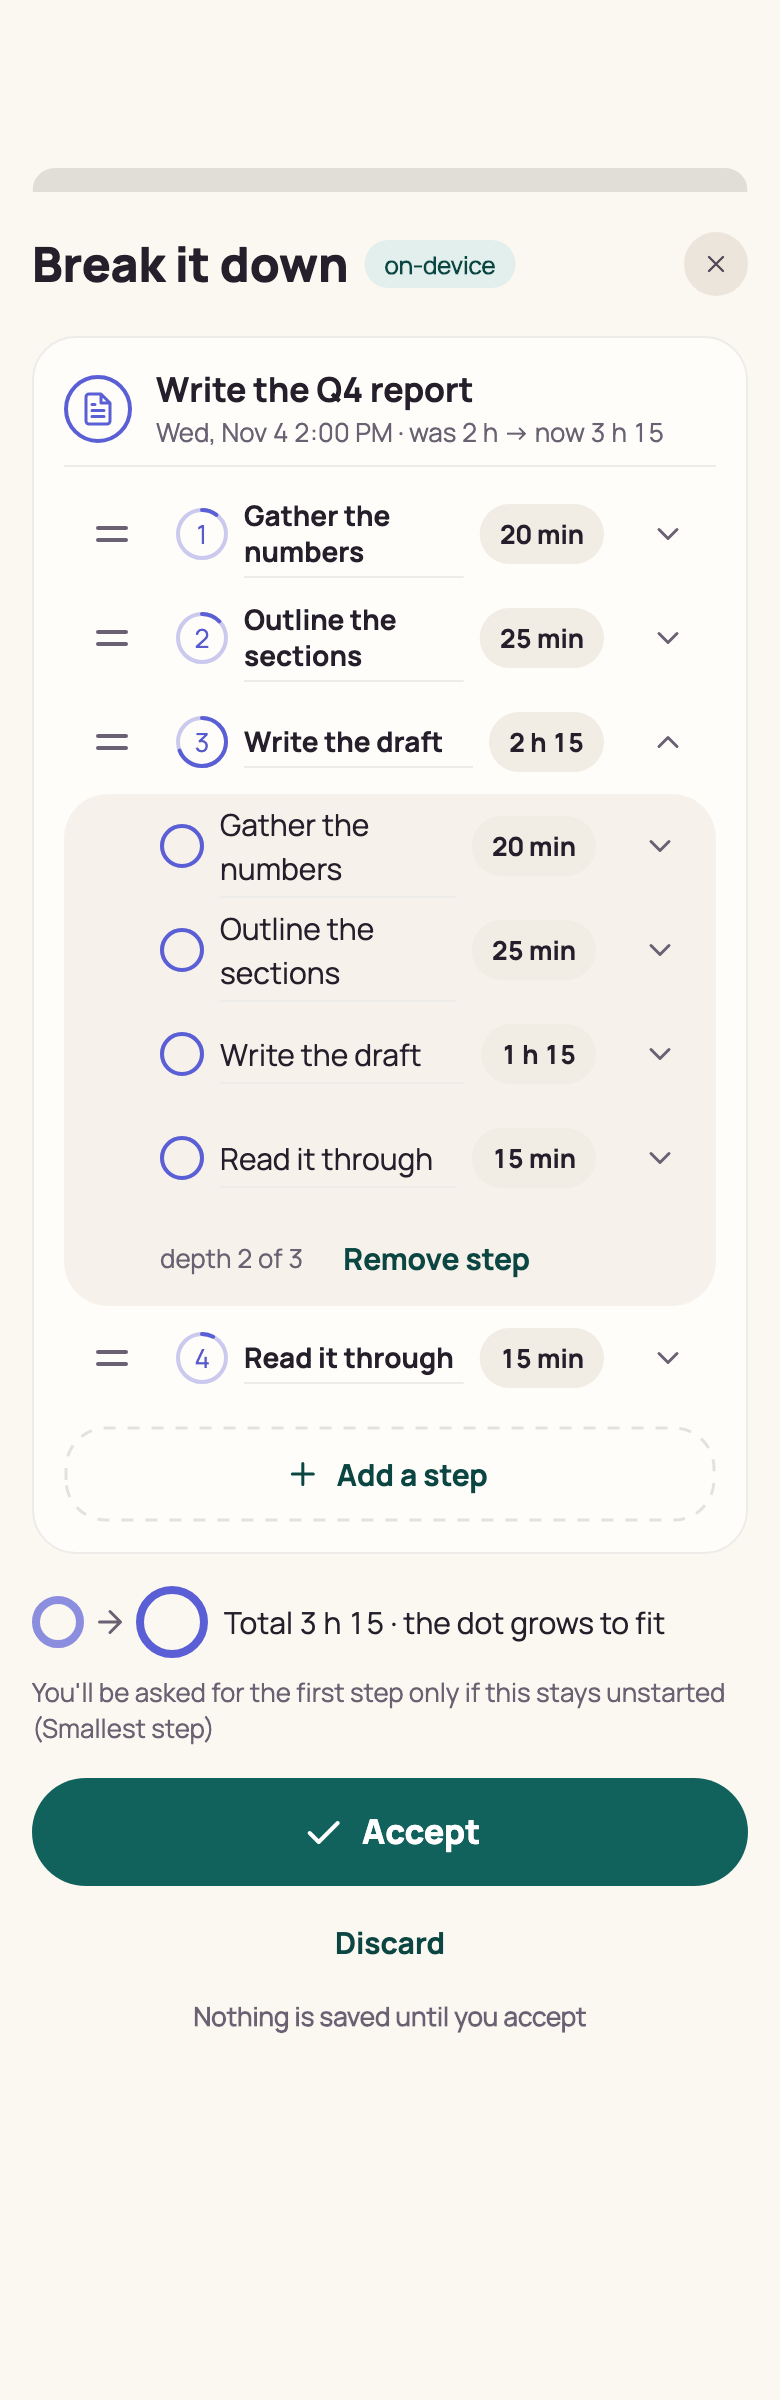 Break it down
on-device
Write the Q4 report
Wed, Nov 4 2:00 PM · was 2 h → now 3 h 15
1
Gather the
numbers
20 min
2
Outline the
sections
25 min
3
Write the draft
2 h 15
Gather the
numbers
20 min
Outline the
sections
25 min
Write the draft
1 h 15
Read it through
15 min
depth 2 of 3
Remove step
4
Read it through
15 min
Add a step
Total 3 h 15 · the dot grows to fit
You'll be asked for the first step only if this stays unstarted
(Smallest step)
Accept
Discard
Nothing is saved until you accept